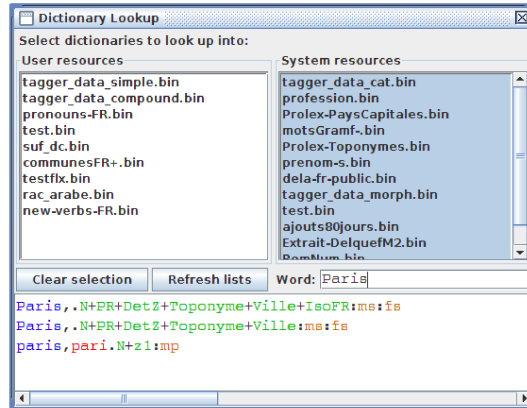 Dictionary Lookup
Select dictionaries to look up into:
User resources
tagger_data_simple.bin
tagger_data_compound.bin
pronouns-FR.bin
test.bin
suf_dc.bin
communesFR+.bin
testflx.bin
rac_arabe.bin
new-verbs-FR.bin
System resources
tagger_data_cat.bin
profession.bin
Prolex-PaysCapitales.bin
motsGramf-.bin
Prolex-Toponymes.bin
prenom-s.bin
dela-fr-public.bin
tagger_data_morph.bin
test.bin
ajouts80jours.bin
Extrait-DelquefM2.bin
RomNum.bin
Clear selection Refresh lists Word: Paris
Paris,.N+PR+DetZ+Toponyme+Ville+IsoFR:ms:fs
Paris,.N+PR+DetZ+Toponyme+Ville:ms:fs
paris,pari.N+z1:mp